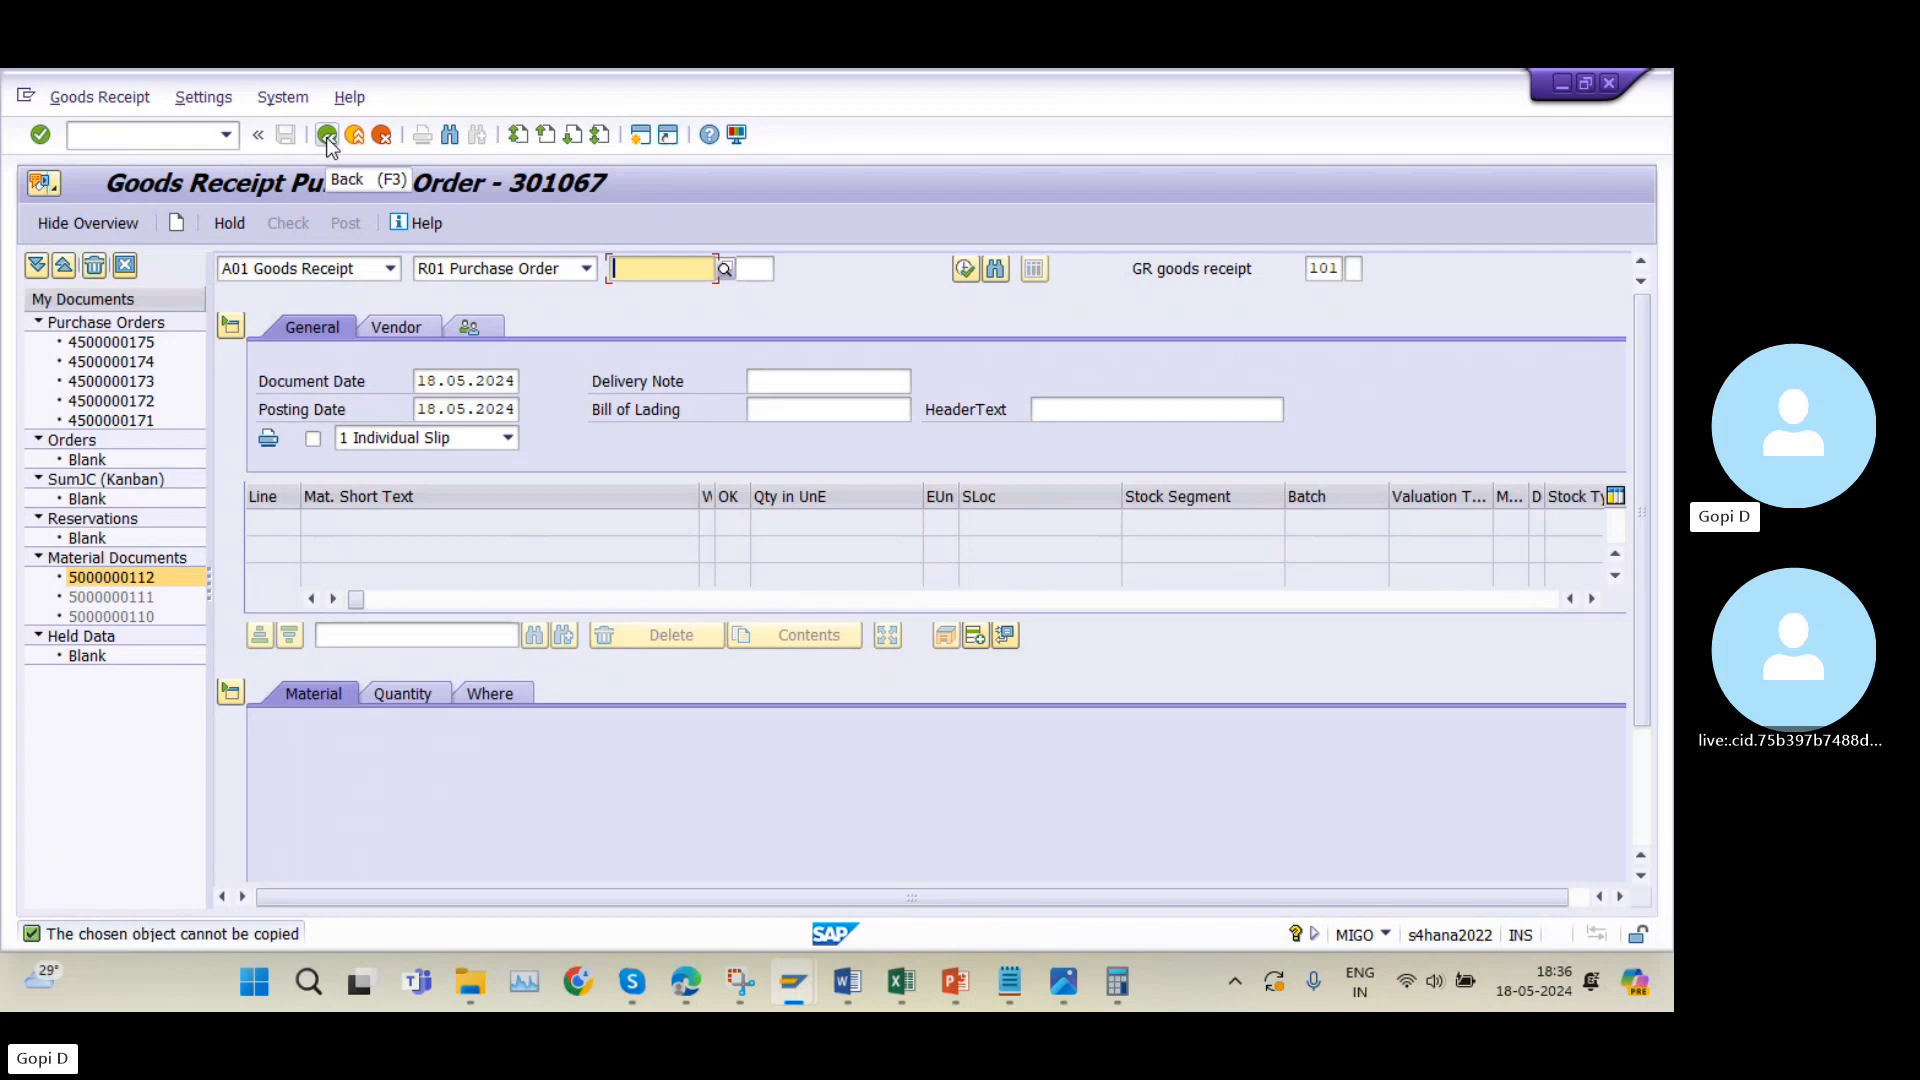 Goods Receipt Settings System Help
Goods Receipt Pu Order - 301067
Back (F3)
Hide Overview Hold Check Post Help
A01 Goods Receipt R01 Purchase Order GR goods receipt 101
My Documents
Purchase Orders
4500000175
4500000174
4500000173
4500000172
4500000171
Orders
Blank
SumJC (Kanban)
Blank
Reservations
Blank
Material Documents
5000000112
5000000111
5000000110
Held Data
Blank
General Vendor
Document Date 18.05.2024 Delivery Note
Posting Date 18.05.2024 Bill of Lading HeaderText
1 Individual Slip
Line Mat. Short Text OK Qty in UnE EUn SLoc Stock Segment Batch Valuation T... M... D Stock Ty
Delete Contents
Material Quantity Where
The chosen object cannot be copied SAP MIGO s4hana2022 INS
29°
ENG
IN
18:36
18-05-2024
PRE
Gopi D
live:.cid.75b397b7488d...
Gopi D